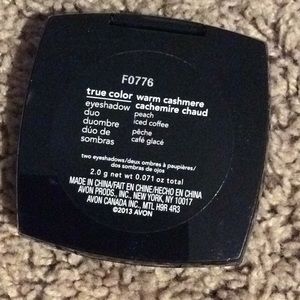 F0776
true color warm cashmere
eyeshadow cachemire chaud
duo peach
duombre iced coffee
dúo de pêche
sombras café glacé
two eyeshadows/deux ombres à paupières/
dos sombras de ojos
2.0 g net wt 0.071 oz total
MADE IN CHINA/FAIT EN CHINE/HECHO EN CHINA
AVON PRODS., INC., NEW YORK, NY 10017
AVON CANADA INC., MTL H9R 4R3
©2013 AVON